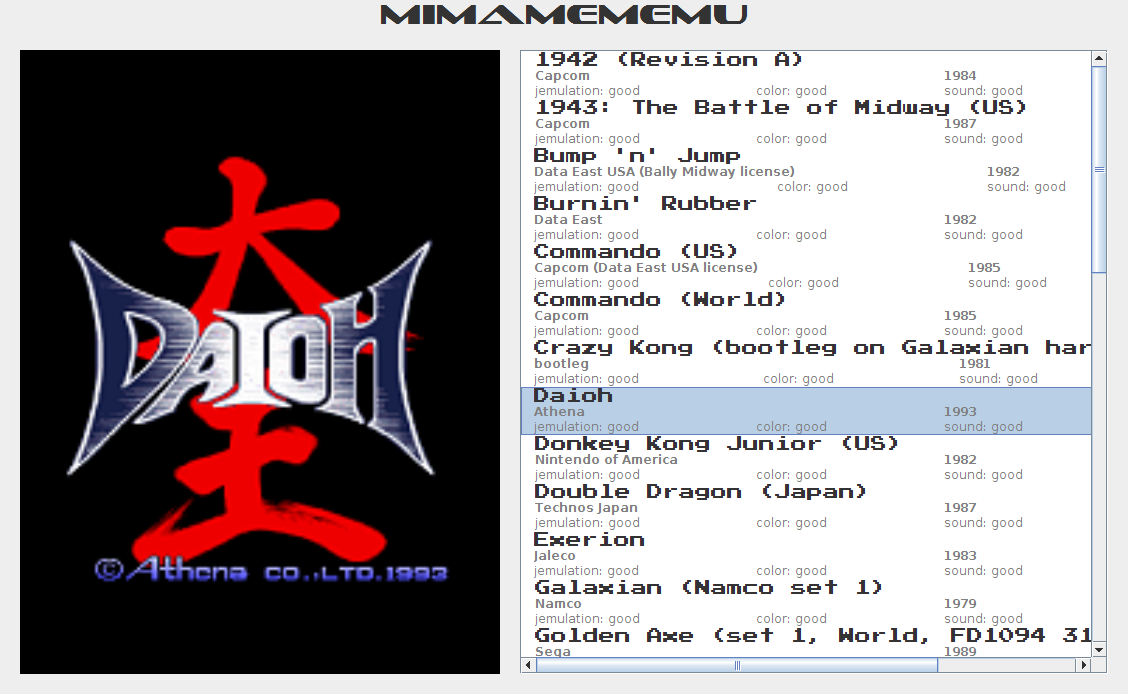 MIMAMEMEMU
大王
DAIOH
©Athena CO.,LTD.1993
1942 (Revision A)
Capcom 1984
jemulation: good color: good sound: good
1943: The Battle of Midway (US)
Capcom 1987
jemulation: good color: good sound: good
Bump 'n' Jump
Data East USA (Bally Midway license) 1982
jemulation: good color: good sound: good
Burnin' Rubber
Data East 1982
jemulation: good color: good sound: good
Commando (US)
Capcom (Data East USA license) 1985
jemulation: good color: good sound: good
Commando (World)
Capcom 1985
jemulation: good color: good sound: good
Crazy Kong (bootleg on Galaxian har
bootleg 1981
jemulation: good color: good sound: good
Daioh
Athena 1993
jemulation: good color: good sound: good
Donkey Kong Junior (US)
Nintendo of America 1982
jemulation: good color: good sound: good
Double Dragon (Japan)
Technos Japan 1987
jemulation: good color: good sound: good
Exerion
Jaleco 1983
jemulation: good color: good sound: good
Galaxian (Namco set 1)
Namco 1979
jemulation: good color: good sound: good
Golden Axe (set 1, World, FD1094 31
Sega 1989